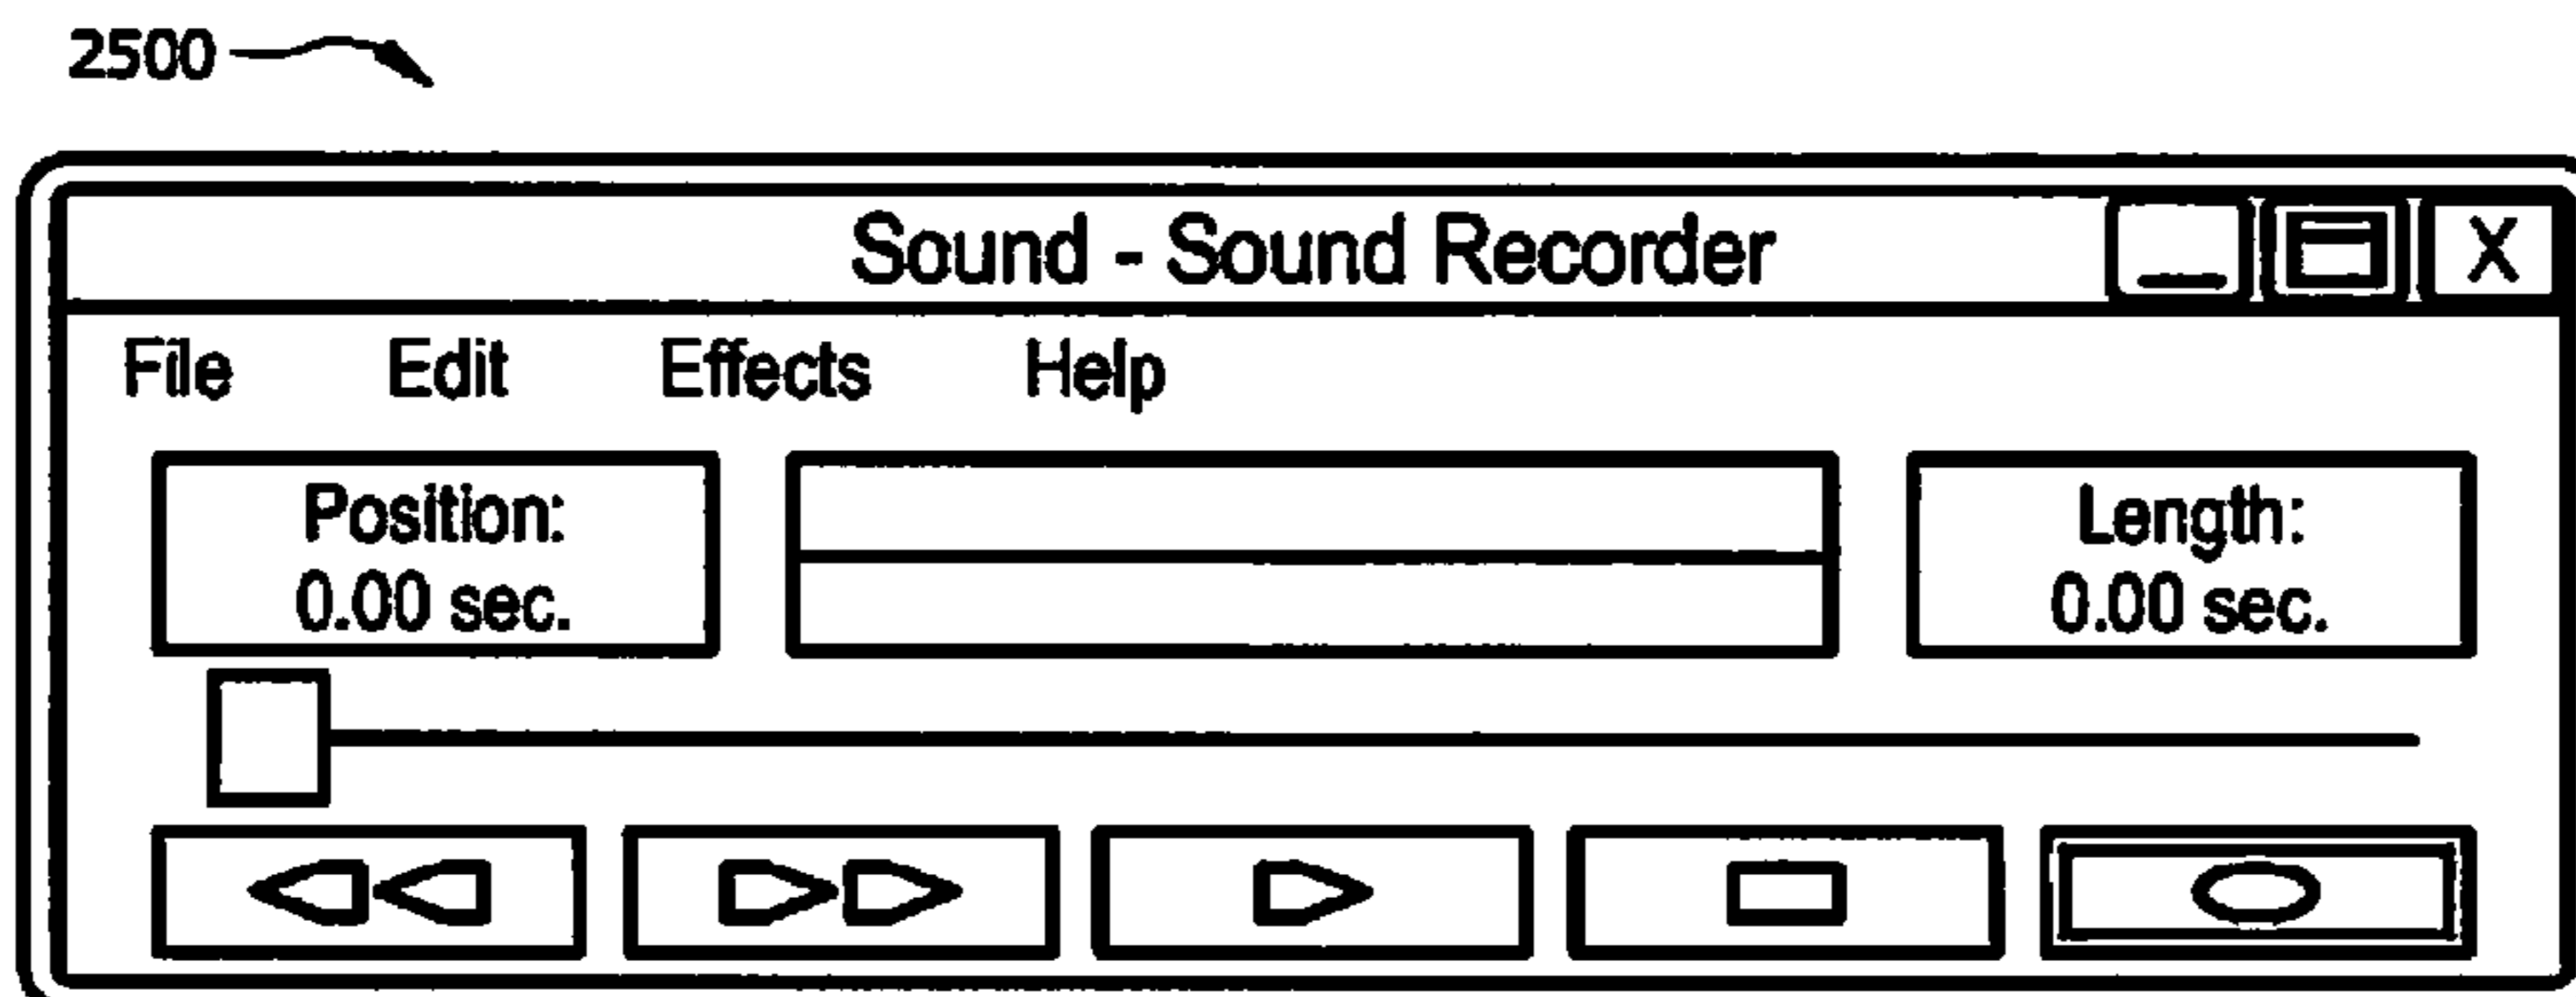 2500
Sound - Sound Recorder
X
File Edit Effects Help
Position:
0.00 sec.
Length:
0.00 sec.